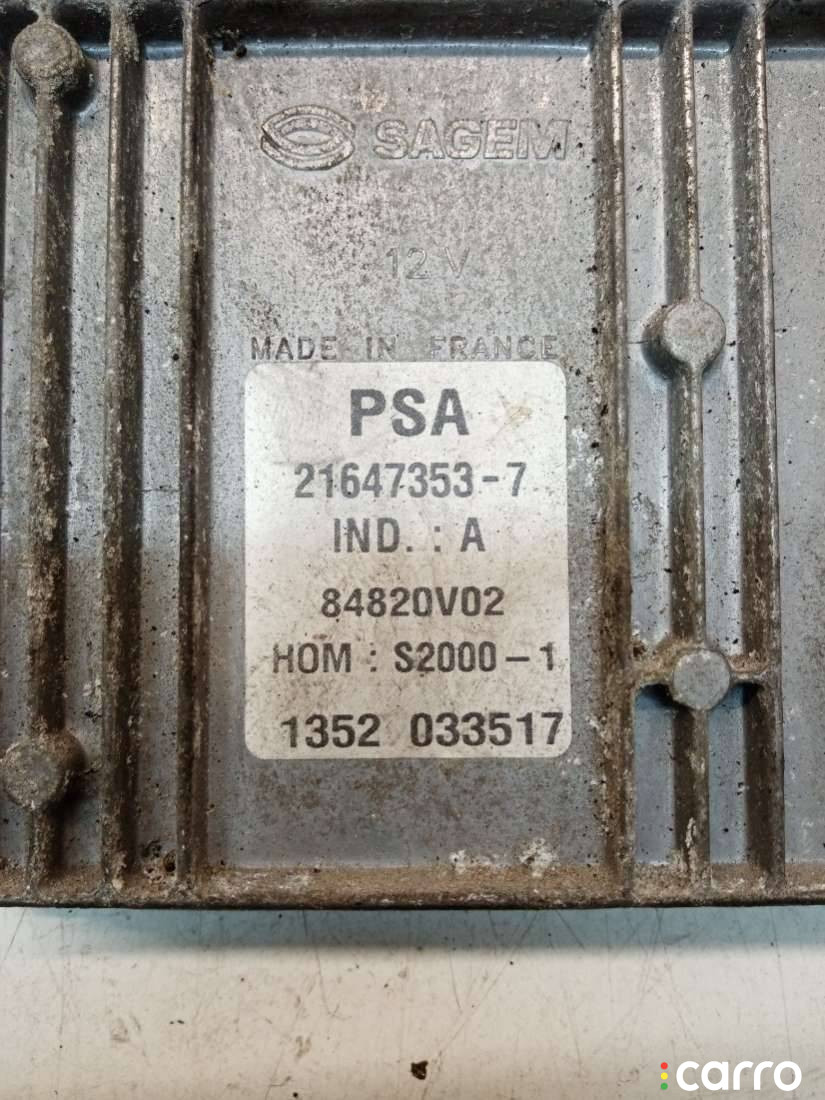 SAGEM
12 V
MADE IN FRANCE
PSA
21647353-7
IND. : A
84820V02
HOM : S2000-1
1352 033517
carro